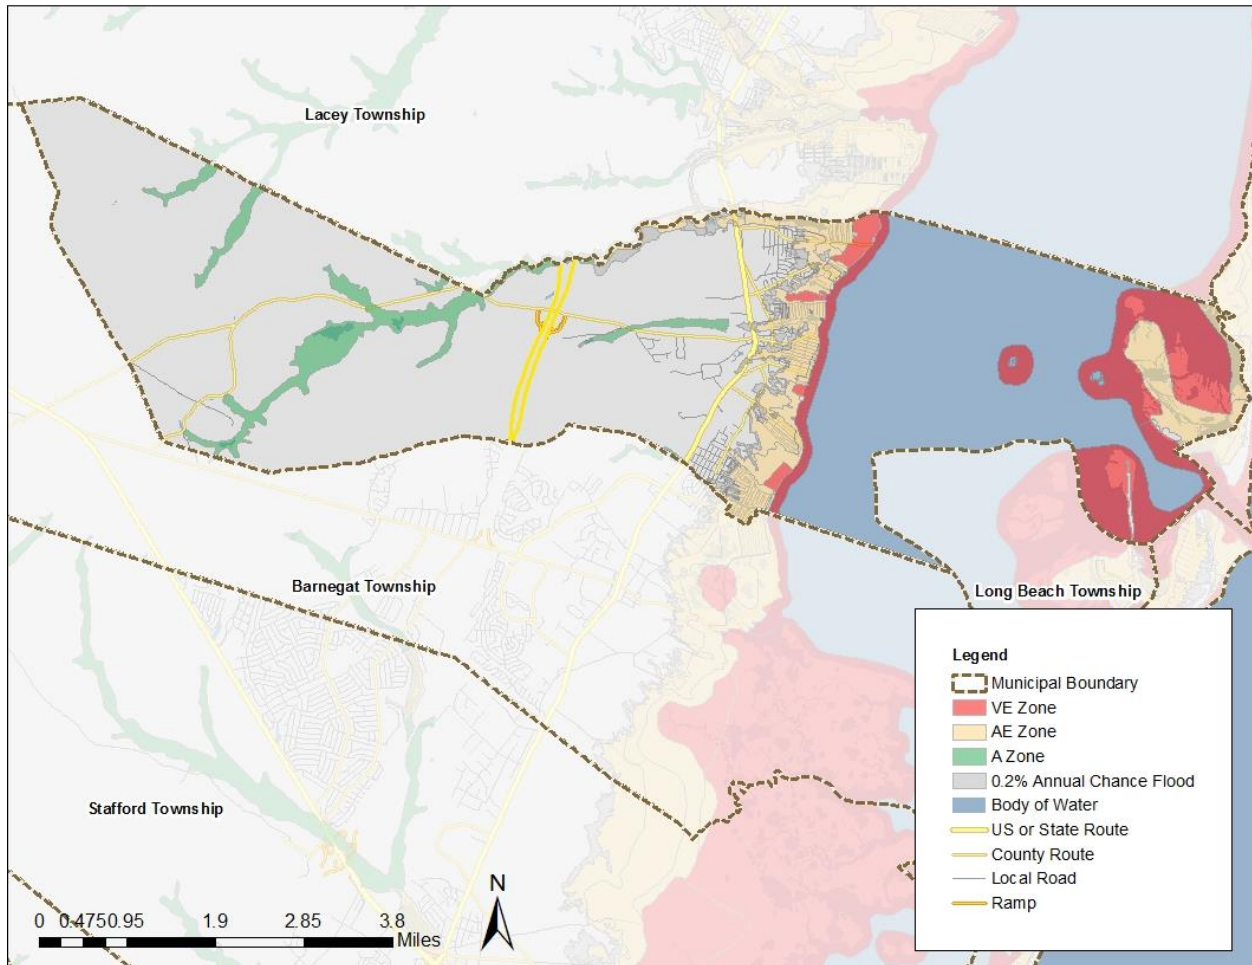 Lacey Township
Barnegat Township
Long Beach Township
Stafford Township
Legend
Municipal Boundary
VE Zone
AE Zone
A Zone
0.2% Annual Chance Flood
Body of Water
US or State Route
County Route
Local Road
Ramp
N
0 0.4750.95 1.9 2.85 3.8
Miles